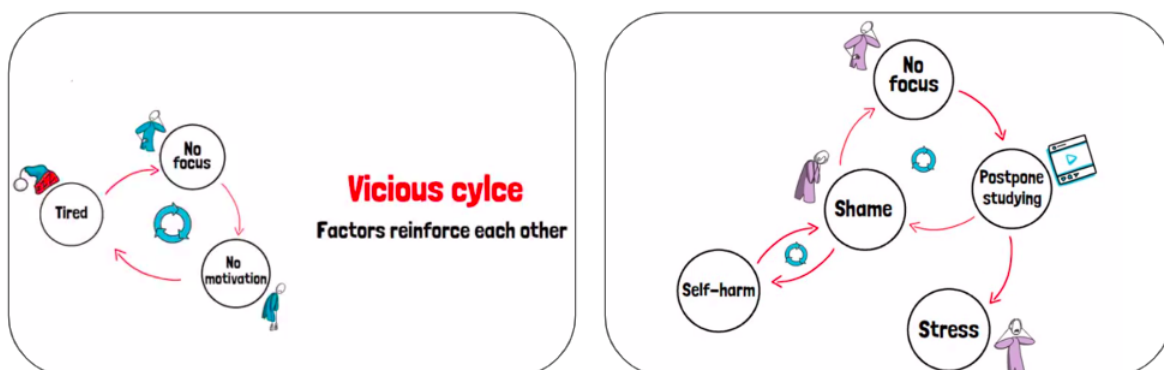 No
focus
Tired
No
motivation
Vicious cylce
Factors reinforce each other
No
focus
Postpone
studying
Shame
Self-harm
Stress